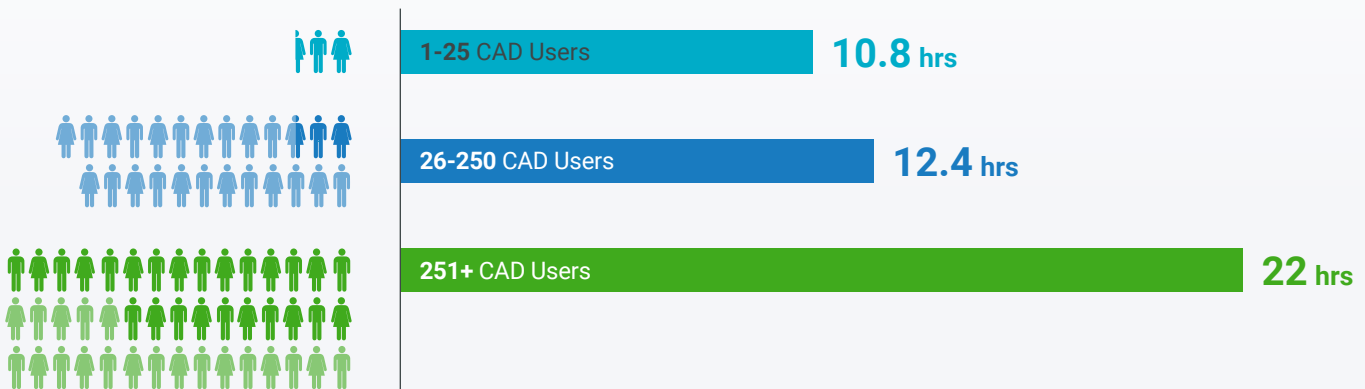 1-25 CAD Users 10.8 hrs
26-250 CAD Users 12.4 hrs
251+ CAD Users 22 hrs